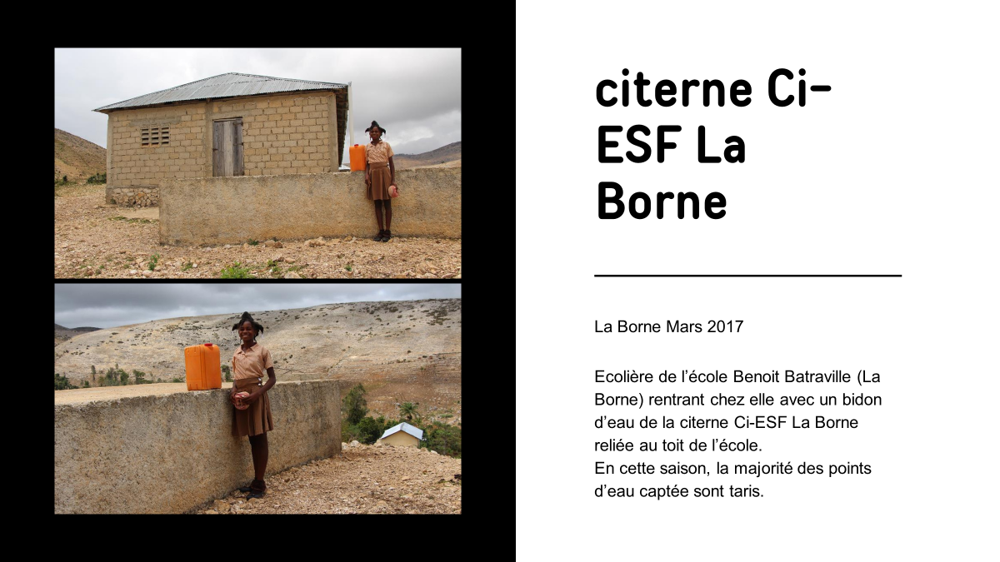 citerne Ci-
ESF La
Borne
La Borne Mars 2017
Ecolière de l’école Benoit Batraville (La
Borne) rentrant chez elle avec un bidon
d’eau de la citerne Ci-ESF La Borne
reliée au toit de l’école.
En cette saison, la majorité des points
d’eau captée sont taris.